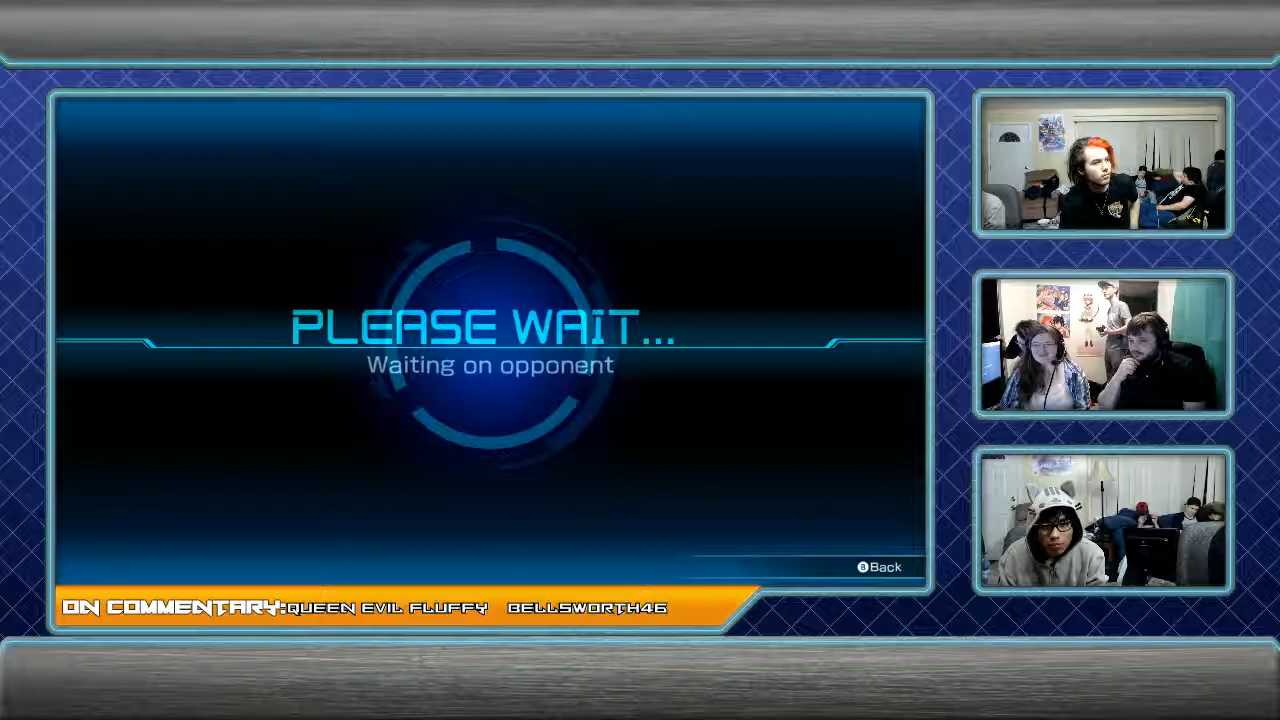 PLEASE WAIT...
Waiting on opponent
B Back
ON COMMENTARY: QUEEN EVIL FLUFFY BELLSWORTH46